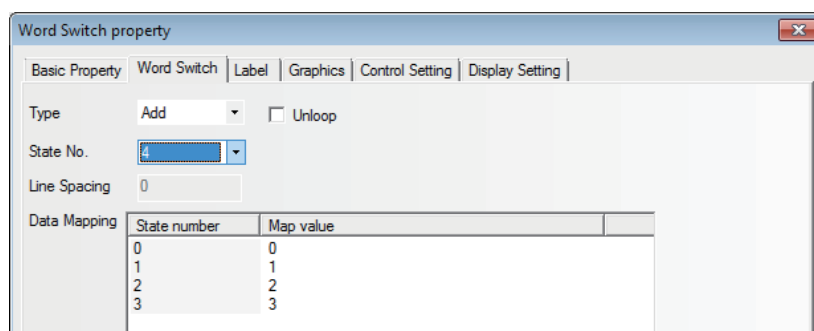 Word Switch property
Basic Property Word Switch Label Graphics Control Setting Display Setting
Type Add Unloop
State No. 4
Line Spacing 0
Data Mapping State number Map value
0 0
1 1
2 2
3 3